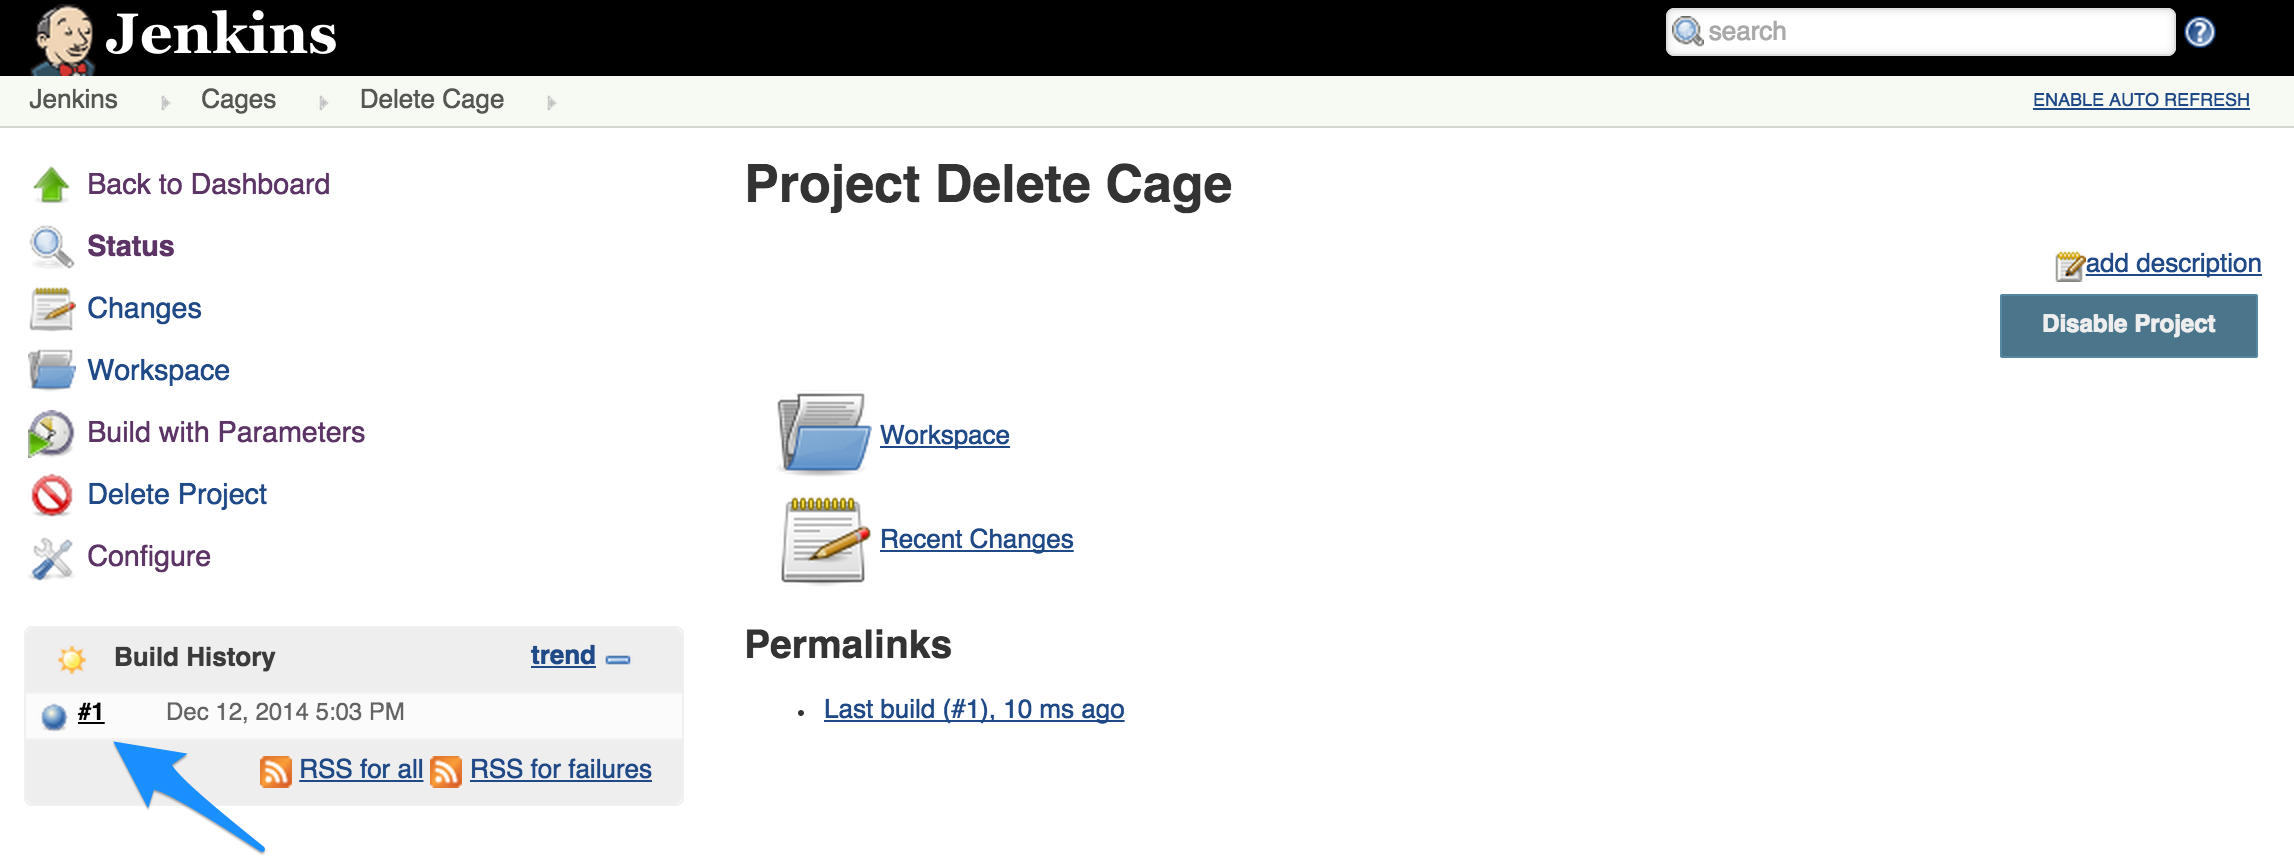 Jenkins
search
Jenkins Cages Delete Cage
ENABLE AUTO REFRESH
Back to Dashboard
Status
Changes
Workspace
Build with Parameters
Delete Project
Configure
Build History trend
#1 Dec 12, 2014 5:03 PM
RSS for all RSS for failures
Project Delete Cage
add description
Disable Project
Workspace
Recent Changes
Permalinks
• Last build (#1), 10 ms ago